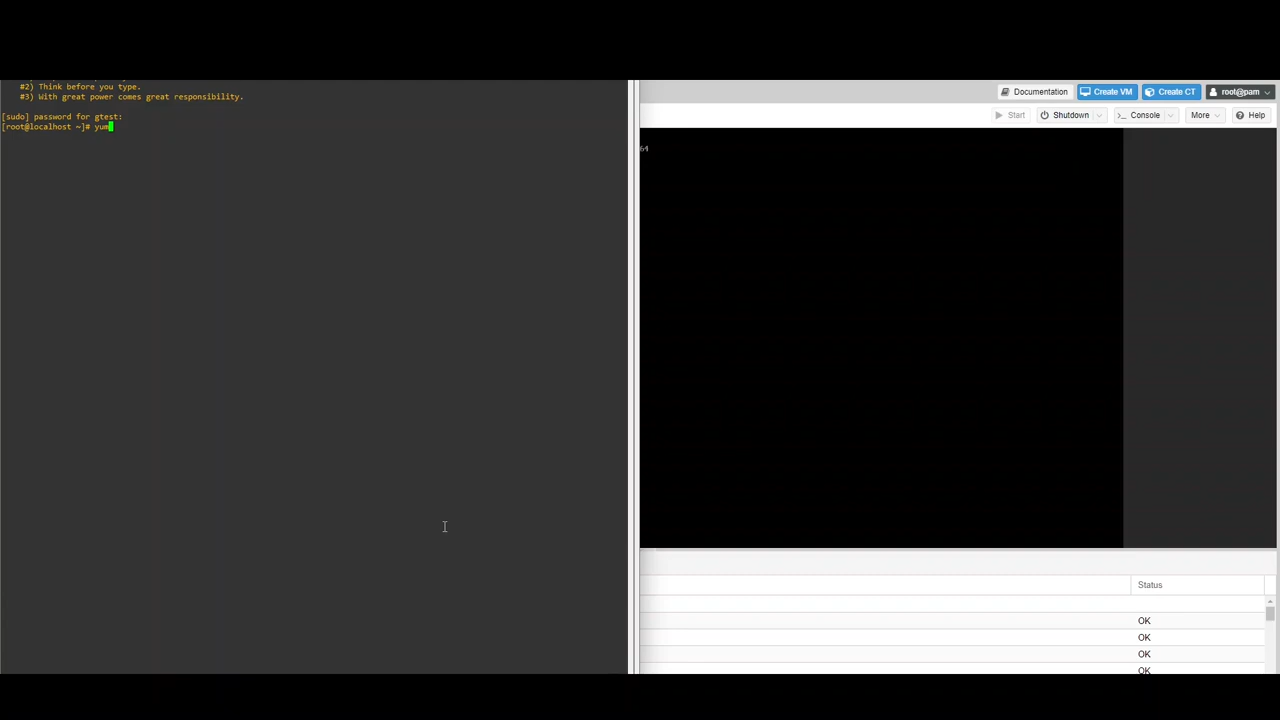 #2) Think before you type.
#3) With great power comes great responsibility.
[sudo] password for gtest:
[root@localhost ~]# yum
Documentation
Create VM
Create CT
root@pam
Start
Shutdown
Console
More
Help
64
Status
OK
OK
OK
OK